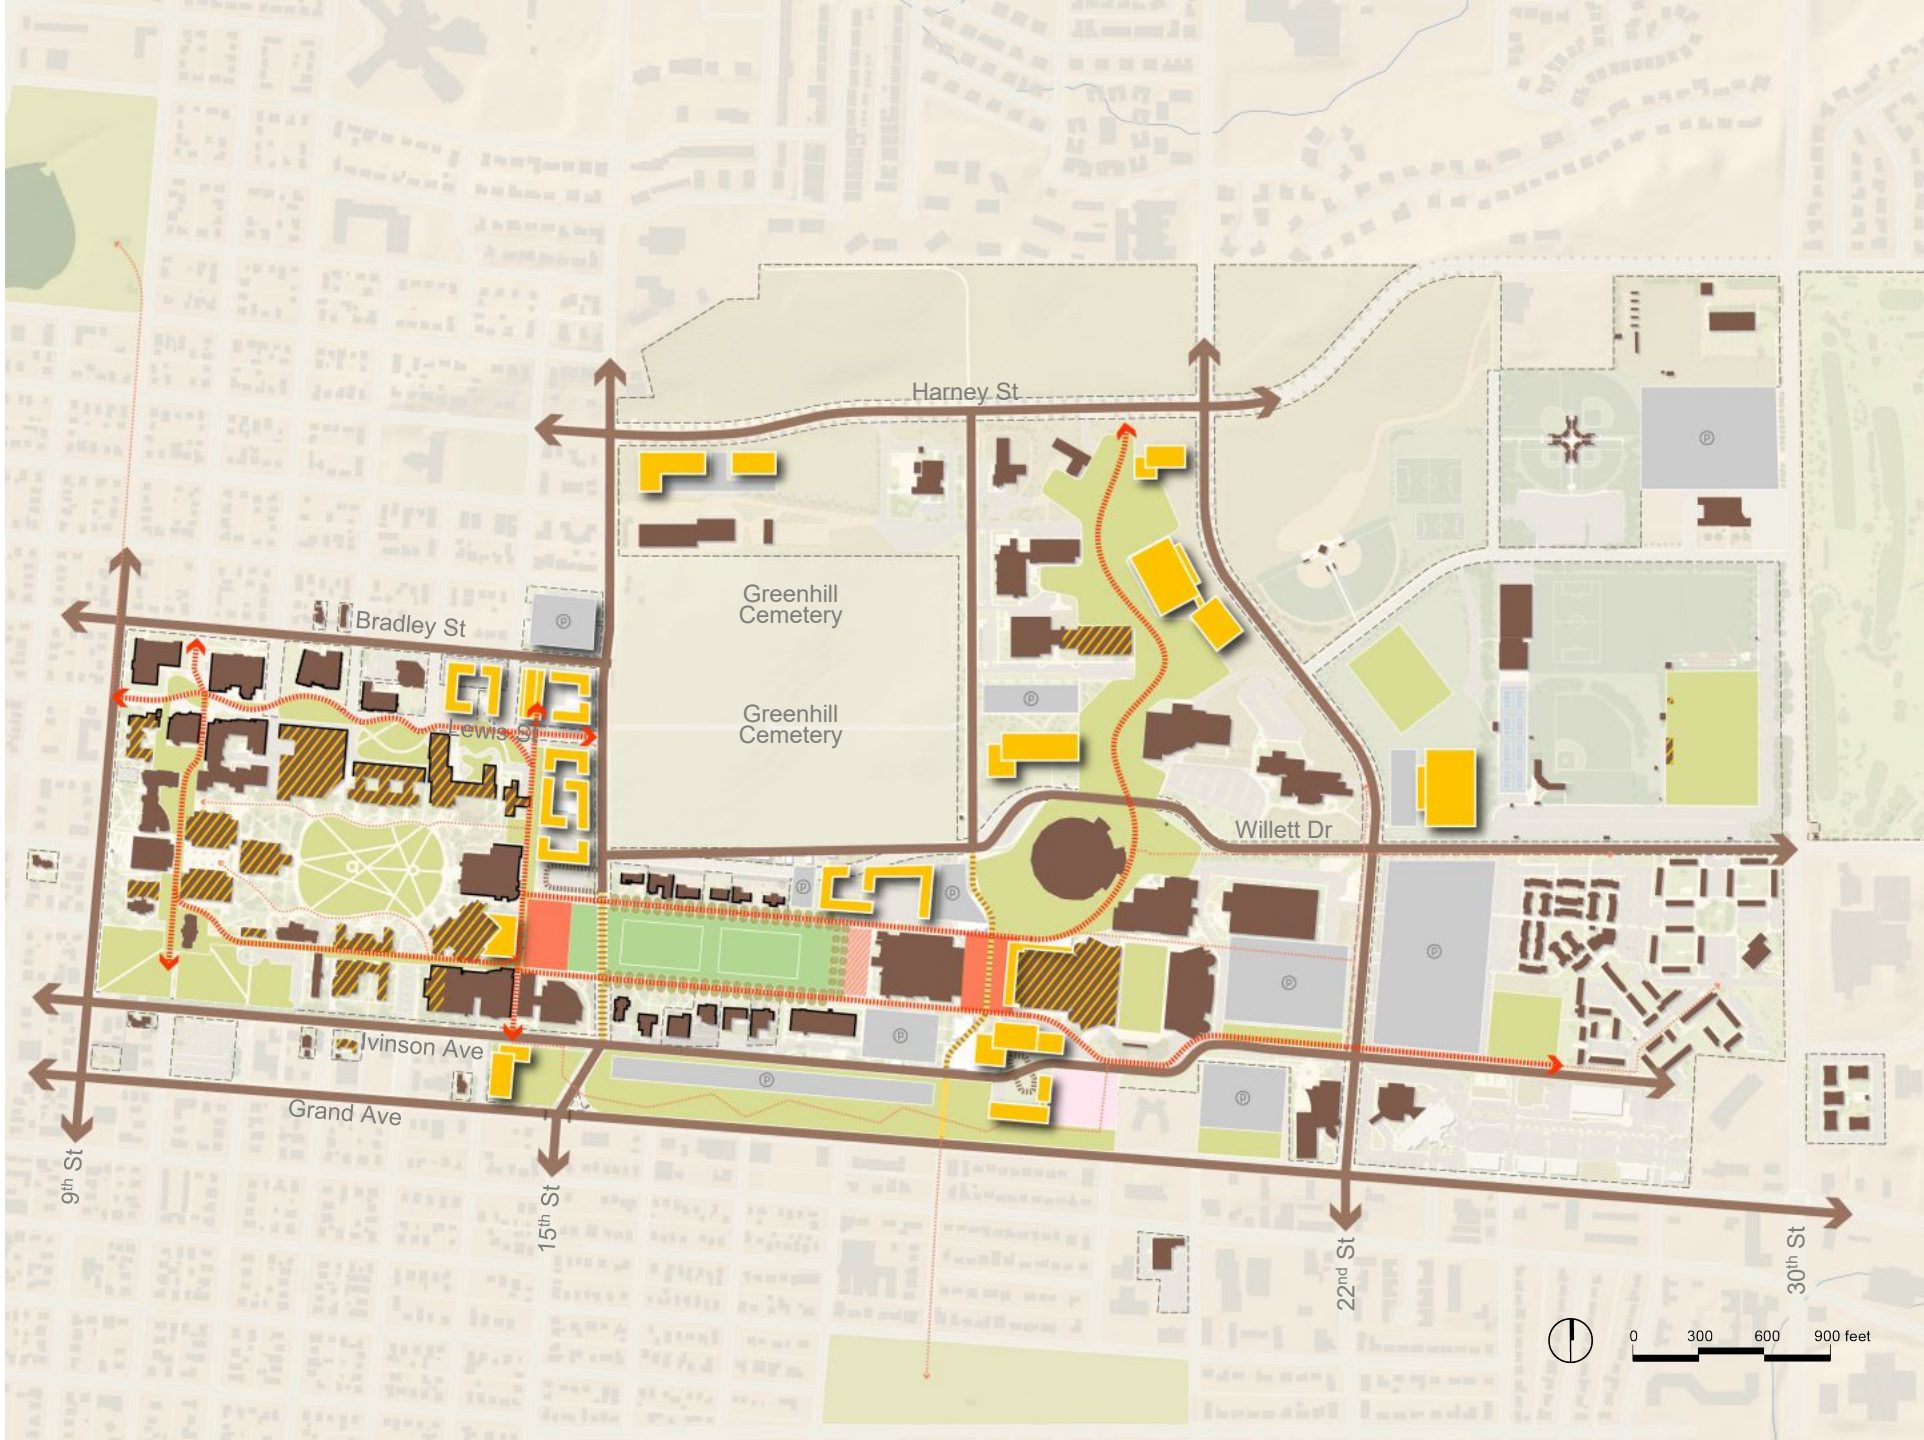 Harney St
Ⓟ
Greenhill
Cemetery
Bradley St
Ⓟ
Ⓟ
Greenhill
Cemetery
Lewis St
Willett Dr
Ⓟ
Ⓟ
Ⓟ
Ⓟ
Ⓟ
Ivinson Ave
Ⓟ
Ⓟ
Grand Ave
9th St
15th St
22nd St
30th St
0 300 600 900 feet